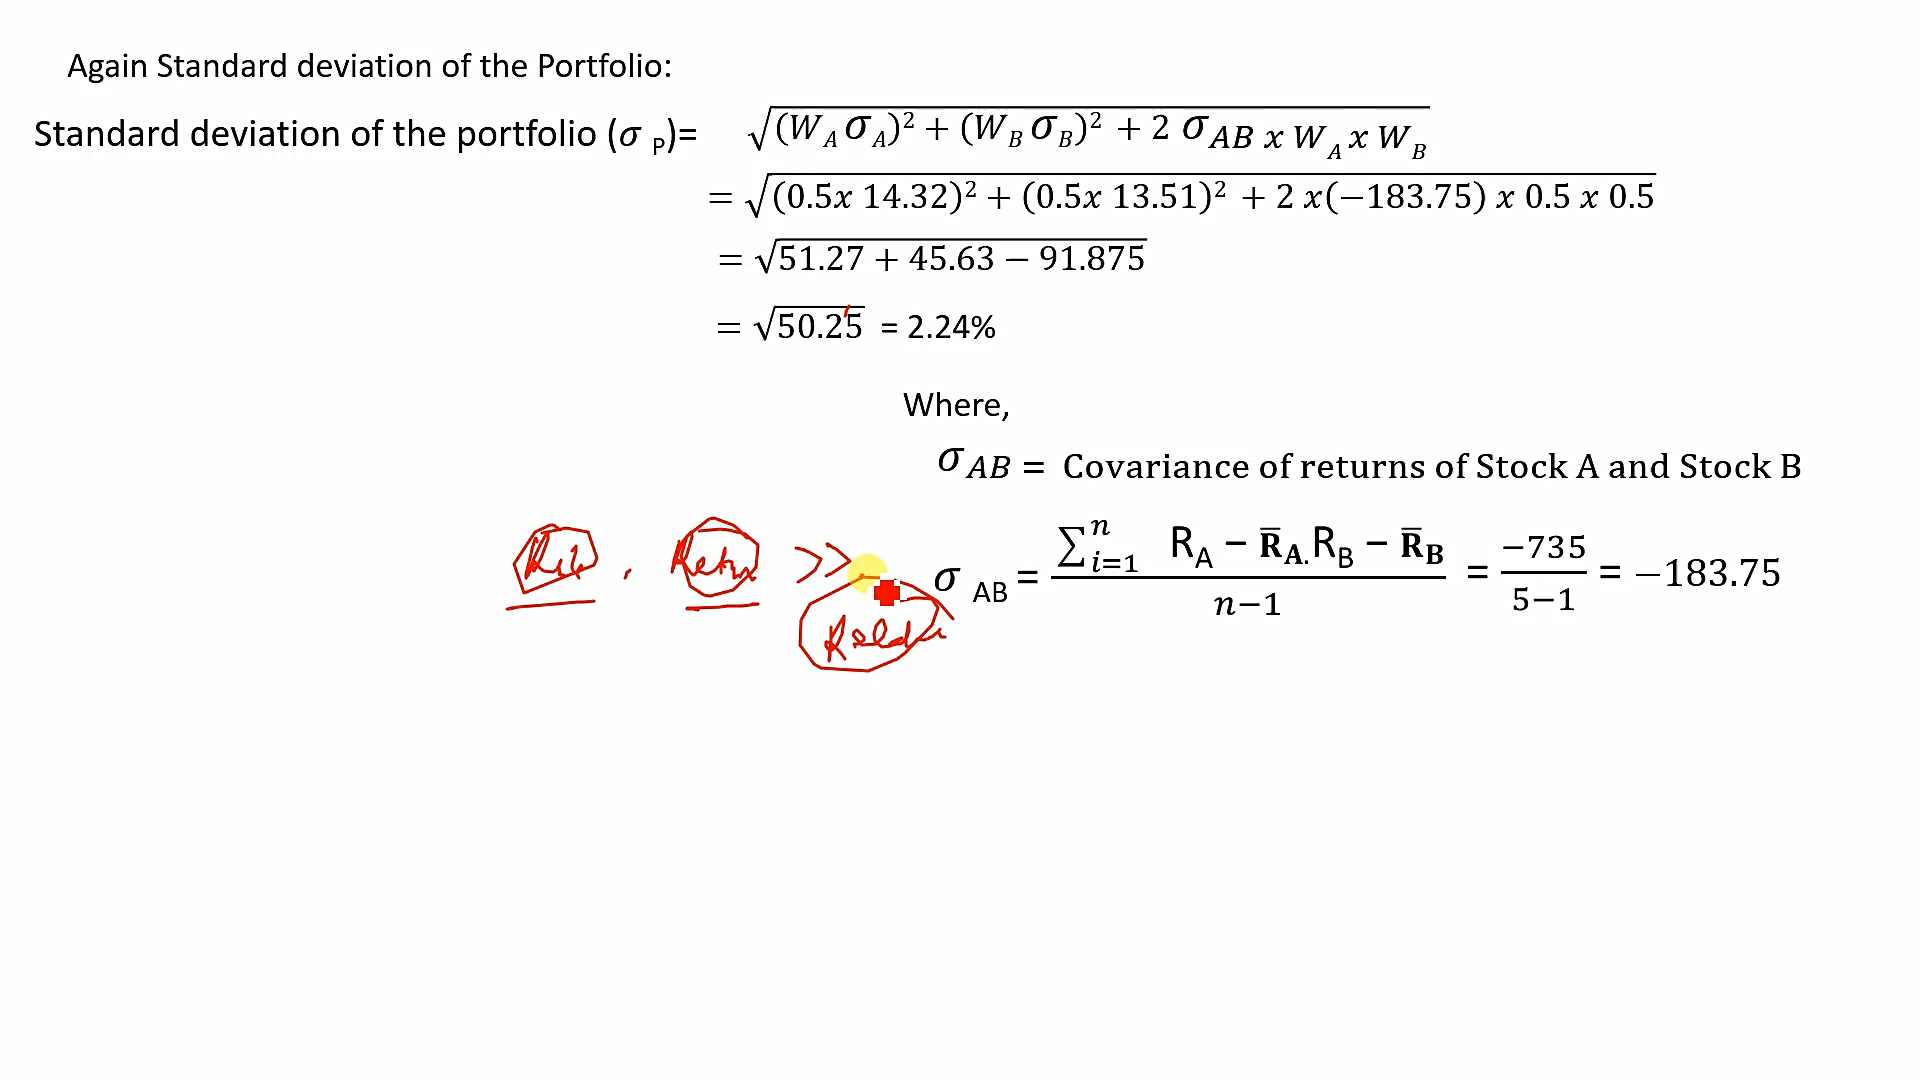 Again Standard deviation of the Portfolio:
Standard deviation of the portfolio (σ P)= √(W_A σ_A)² + (W_B σ_B)² + 2 σ_AB x W_A x W_B
= √(0.5x 14.32)² + (0.5x 13.51)² + 2 x(−183.75) x 0.5 x 0.5
= √51.27 + 45.63 − 91.875
= √50.25 = 2.24%
Where,
σ AB = Covariance of returns of Stock A and Stock B
σ AB = ∑ⁿᵢ₌₁ R_A − R̅_A. R_B − R̅_B / n−1 = −735 / 5−1 = −183.75
, Return >>